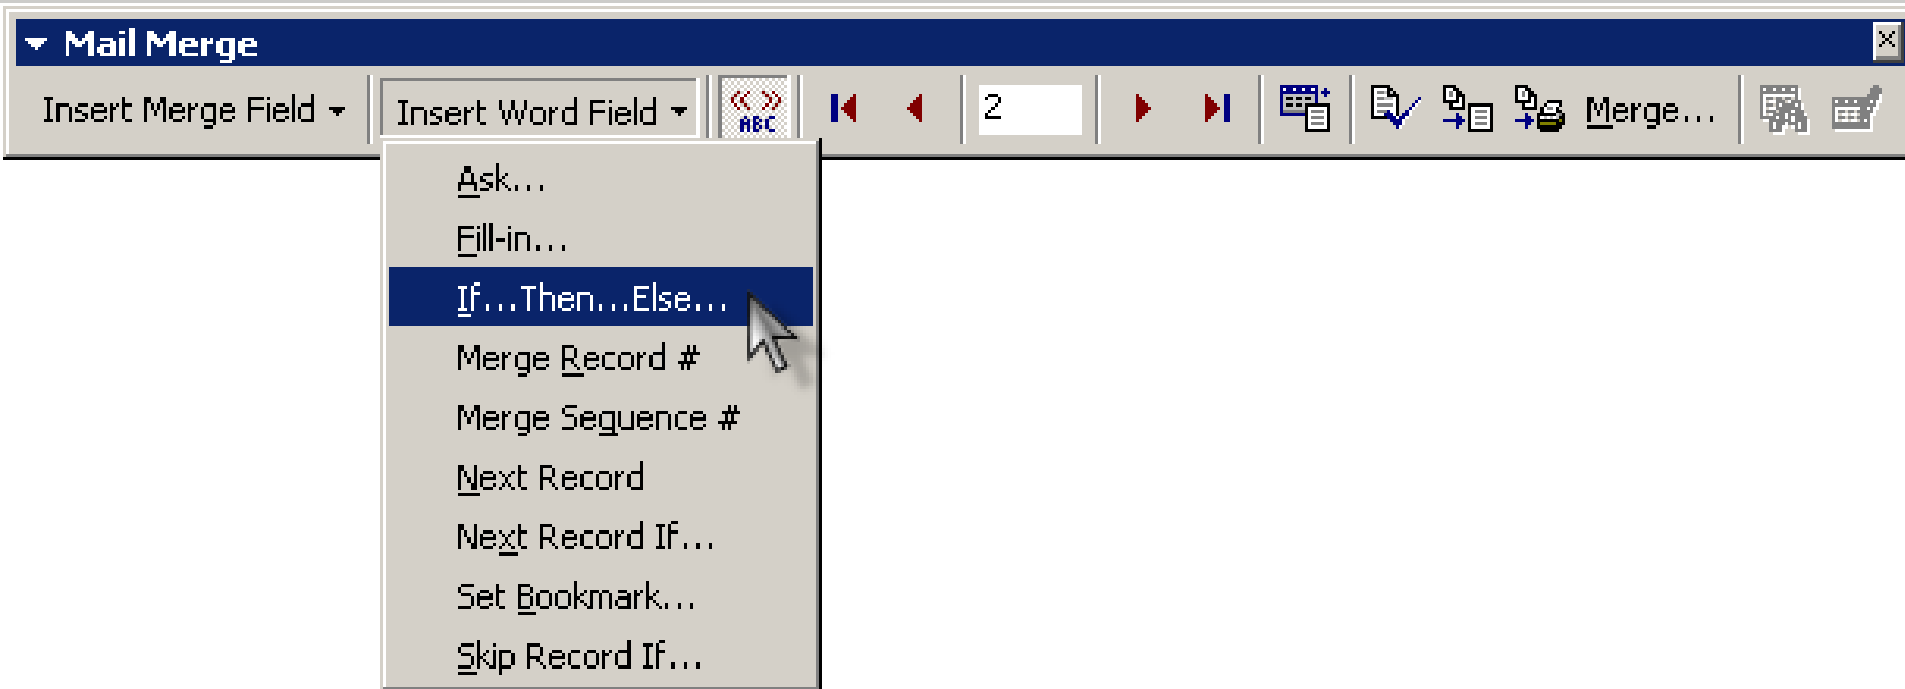 Mail Merge
Insert Merge Field Insert Word Field « » ABC 2 Merge...
Ask...
Fill-in...
If...Then...Else...
Merge Record #
Merge Sequence #
Next Record
Next Record If...
Set Bookmark...
Skip Record If...